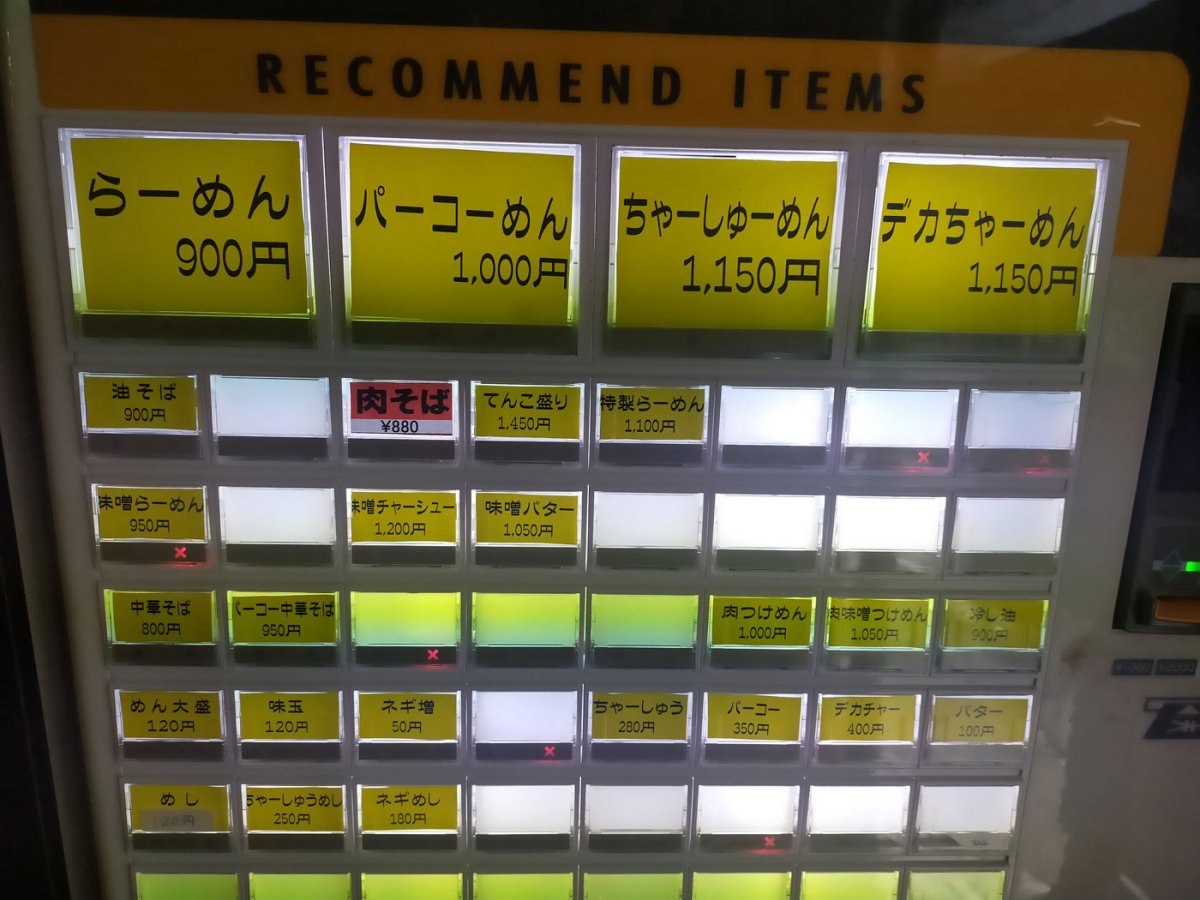 RECOMMEND ITEMS
らーめん
900円
パーコーめん
1,000円
ちゃーしゅーめん
1,150円
デカちゃーめん
1,150円
油そば
900円
肉そば
¥880
てんこ盛り
1,450円
特製らーめん
1,100円
味噌らーめん
950円
味噌チャーシュー
1,200円
味噌バター
1,050円
中華そば
800円
パーコー中華そば
950円
肉つけめん
1,000円
肉味噌つけめん
1,050円
冷し油
900円
めん大盛
120円
味玉
120円
ネギ増
50円
ちゃーしゅう
280円
パーコー
350円
デカチャー
400円
バター
100円
めし
120円
ちゃーしゅうめし
250円
ネギめし
180円